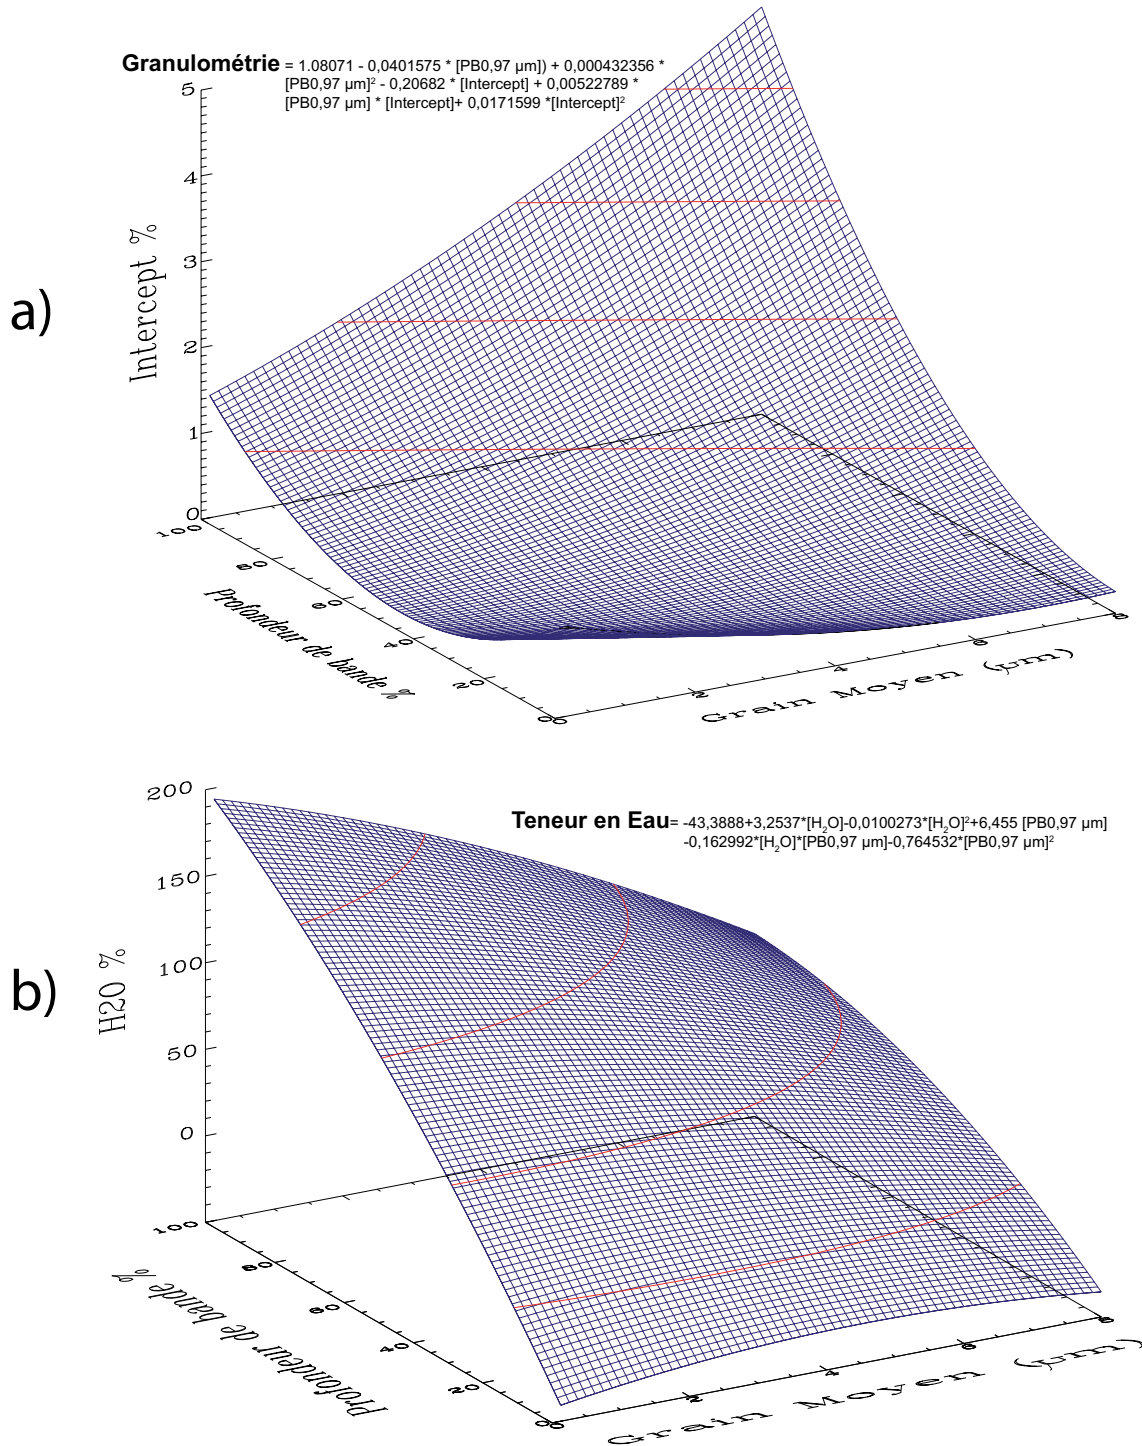 Granulométrie = 1.08071 - 0,0401575 * [PB0,97 µm]) + 0,000432356 *
[PB0,97 µm]² - 0,20682 * [Intercept] + 0,00522789 *
[PB0,97 µm] * [Intercept]+ 0,0171599 *[Intercept]²
5
4
3
2
1
0
Intercept %
a)
100
80
60
40
20
0
Profondeur de bande %
0
2
4
6
8
Grain Moyen (µm)
Teneur en Eau= -43,3888+3,2537*[H₂O]-0,0100273*[H₂O]²+6,455 [PB0,97 µm]
-0,162992*[H₂O]*[PB0,97 µm]-0,764532*[PB0,97 µm]²
200
150
100
50
0
H20 %
b)
100
80
60
40
20
0
Profondeur de bande %
0
2
4
6
8
Grain Moyen (µm)